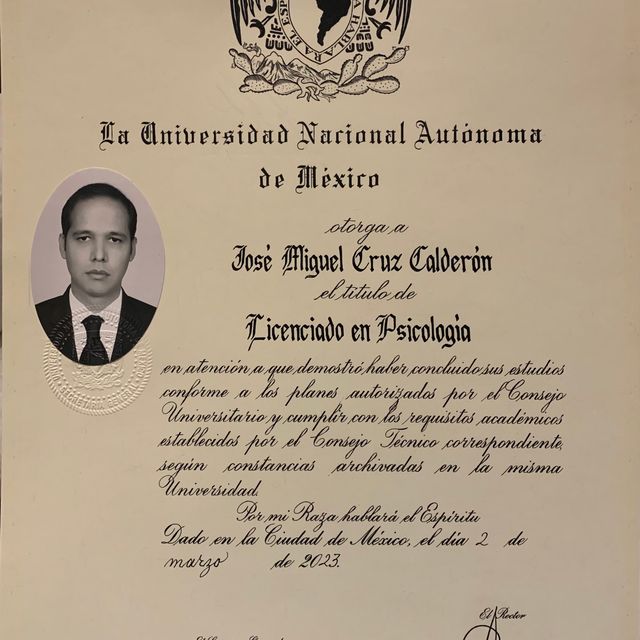 La Universidad Nacional Autónoma
de México
otorga a
José Miguel Cruz Calderón
el título de
Licenciado en Psicología
en atención a que demostró haber concluido sus estudios
conforme a los planes autorizados por el Consejo
Universitario y cumplir con los requisitos académicos
establecidos por el Consejo Técnico correspondiente,
según constancias archivadas en la misma
Universidad.
Por mi Raza hablará el Espíritu
Dado en la Ciudad de México, el día 2 de
marzo de 2023.
El Rector